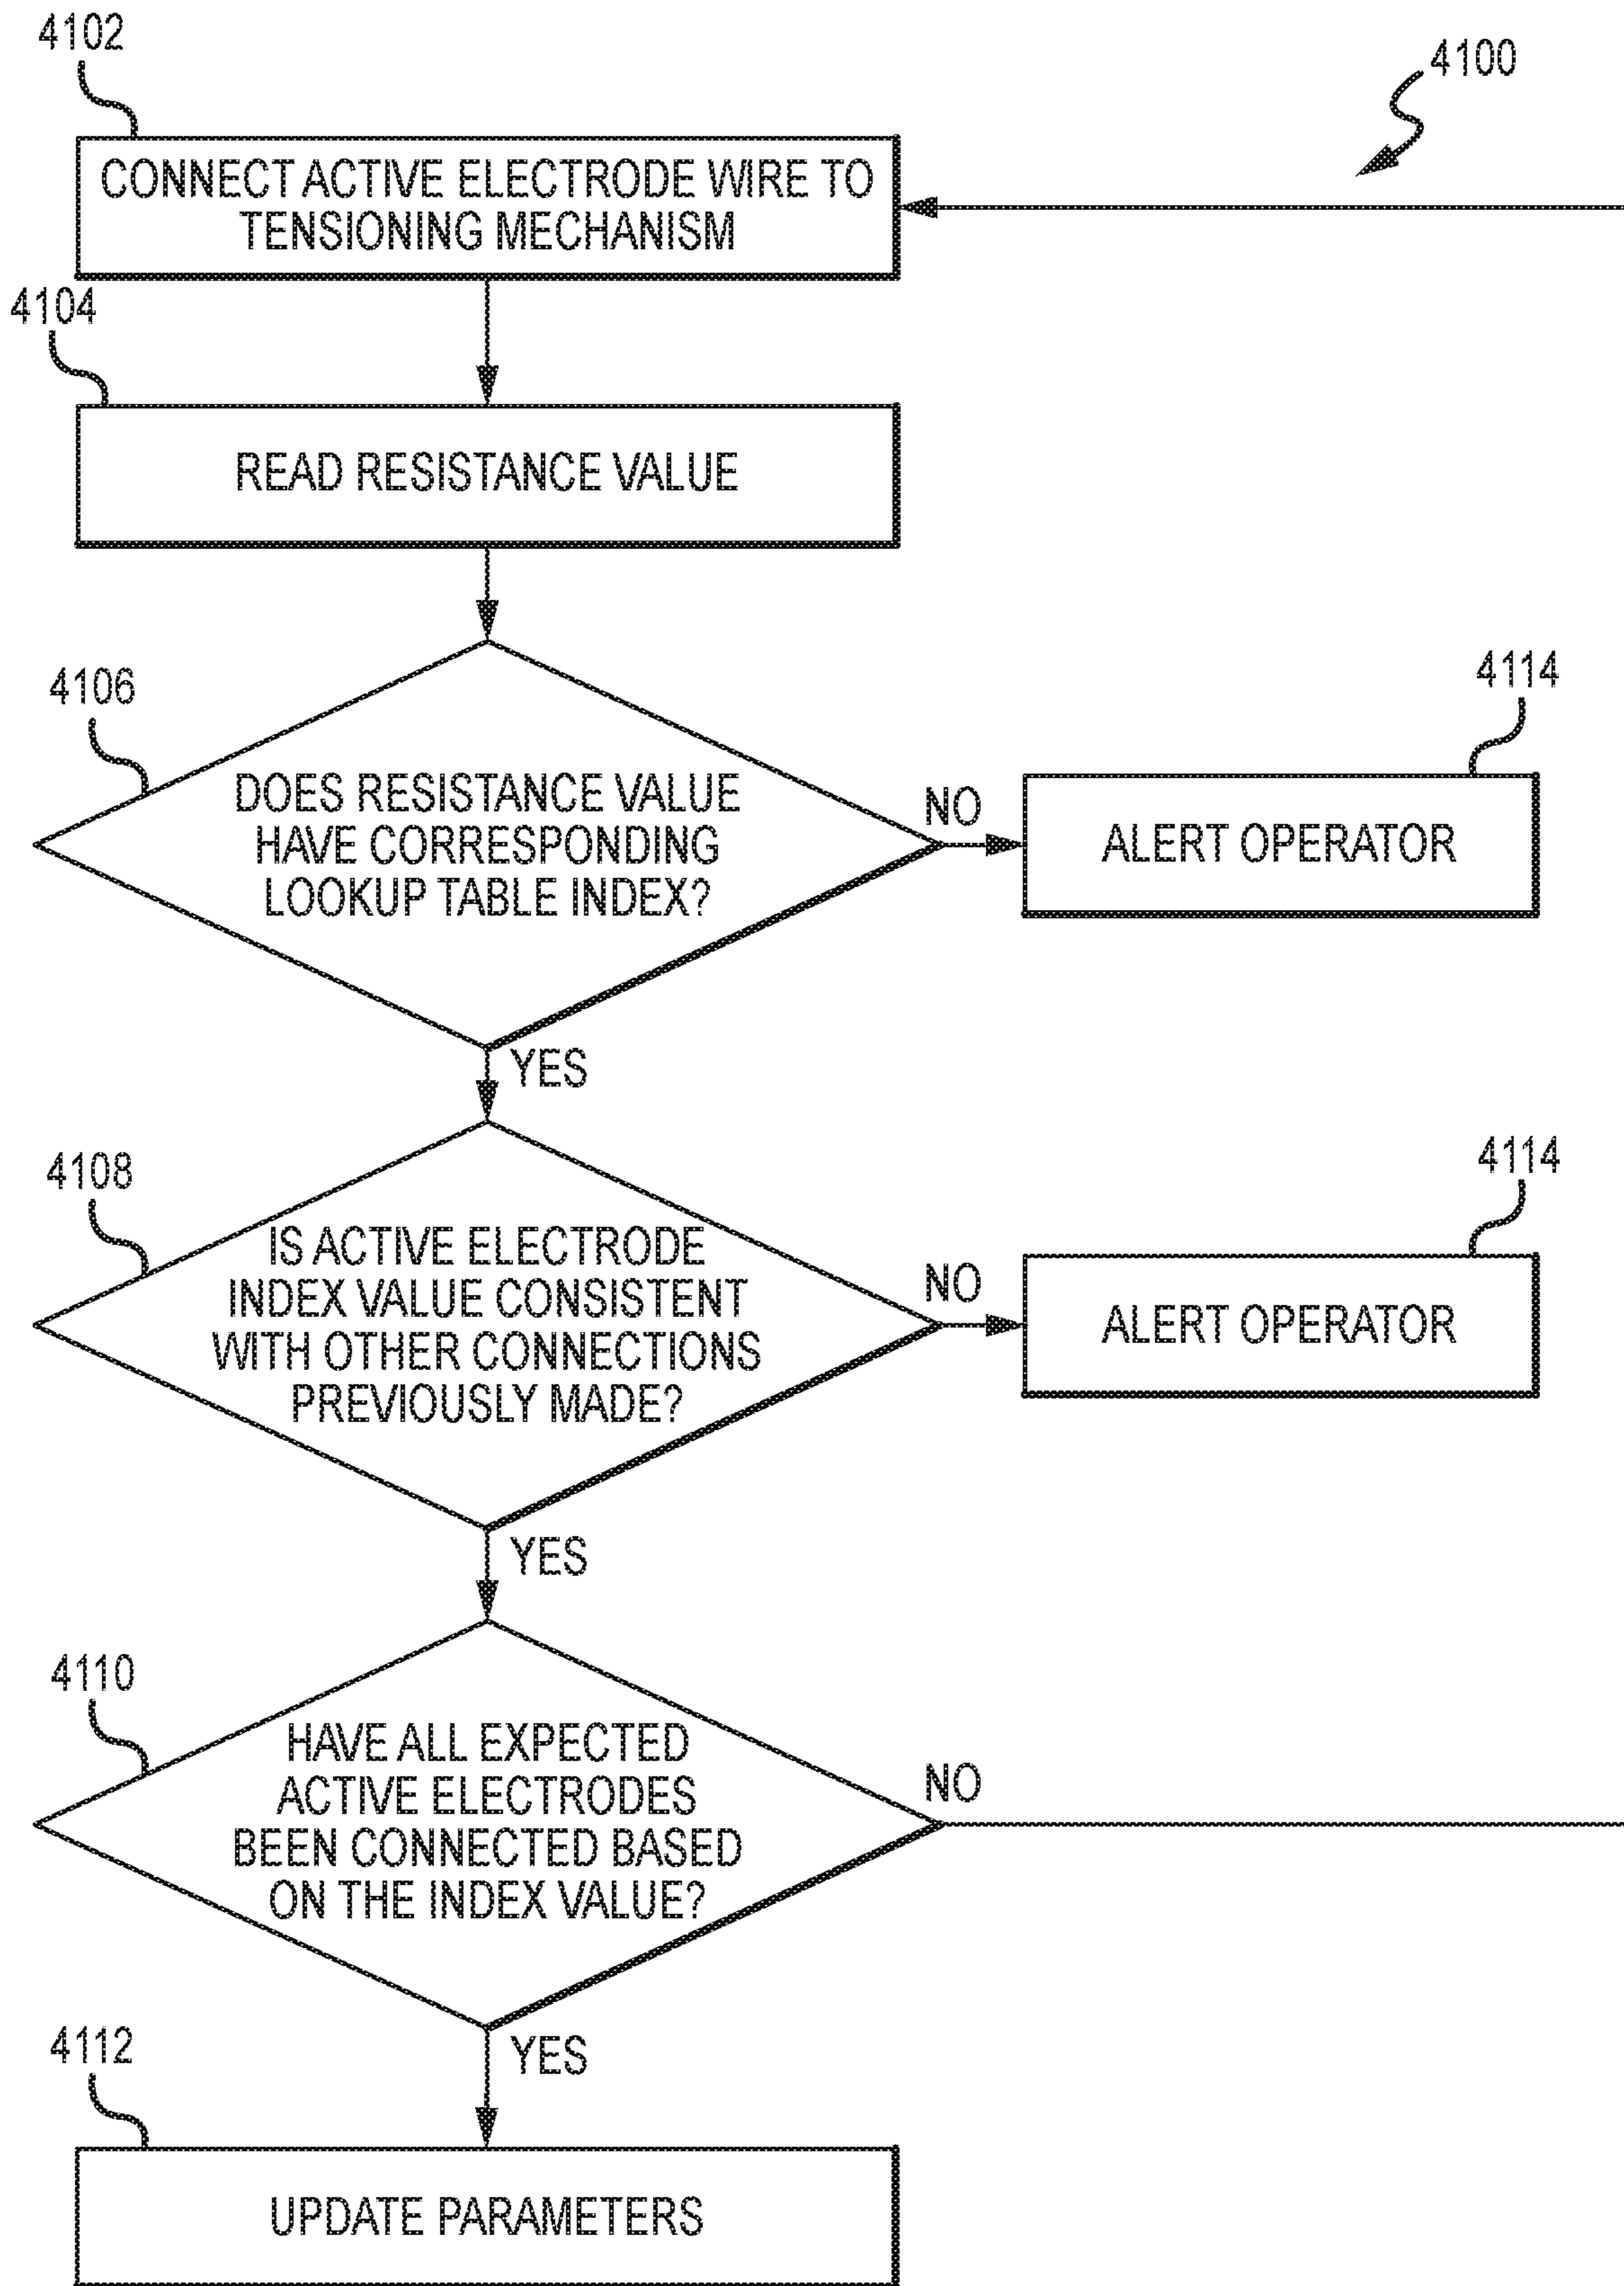 4102
4100
CONNECT ACTIVE ELECTRODE WIRE TO
TENSIONING MECHANISM
4104
READ RESISTANCE VALUE
4106
DOES RESISTANCE VALUE
HAVE CORRESPONDING
LOOKUP TABLE INDEX?
NO
4114
ALERT OPERATOR
YES
4108
IS ACTIVE ELECTRODE
INDEX VALUE CONSISTENT
WITH OTHER CONNECTIONS
PREVIOUSLY MADE?
NO
4114
ALERT OPERATOR
YES
4110
HAVE ALL EXPECTED
ACTIVE ELECTRODES
BEEN CONNECTED BASED
ON THE INDEX VALUE?
NO
YES
4112
UPDATE PARAMETERS